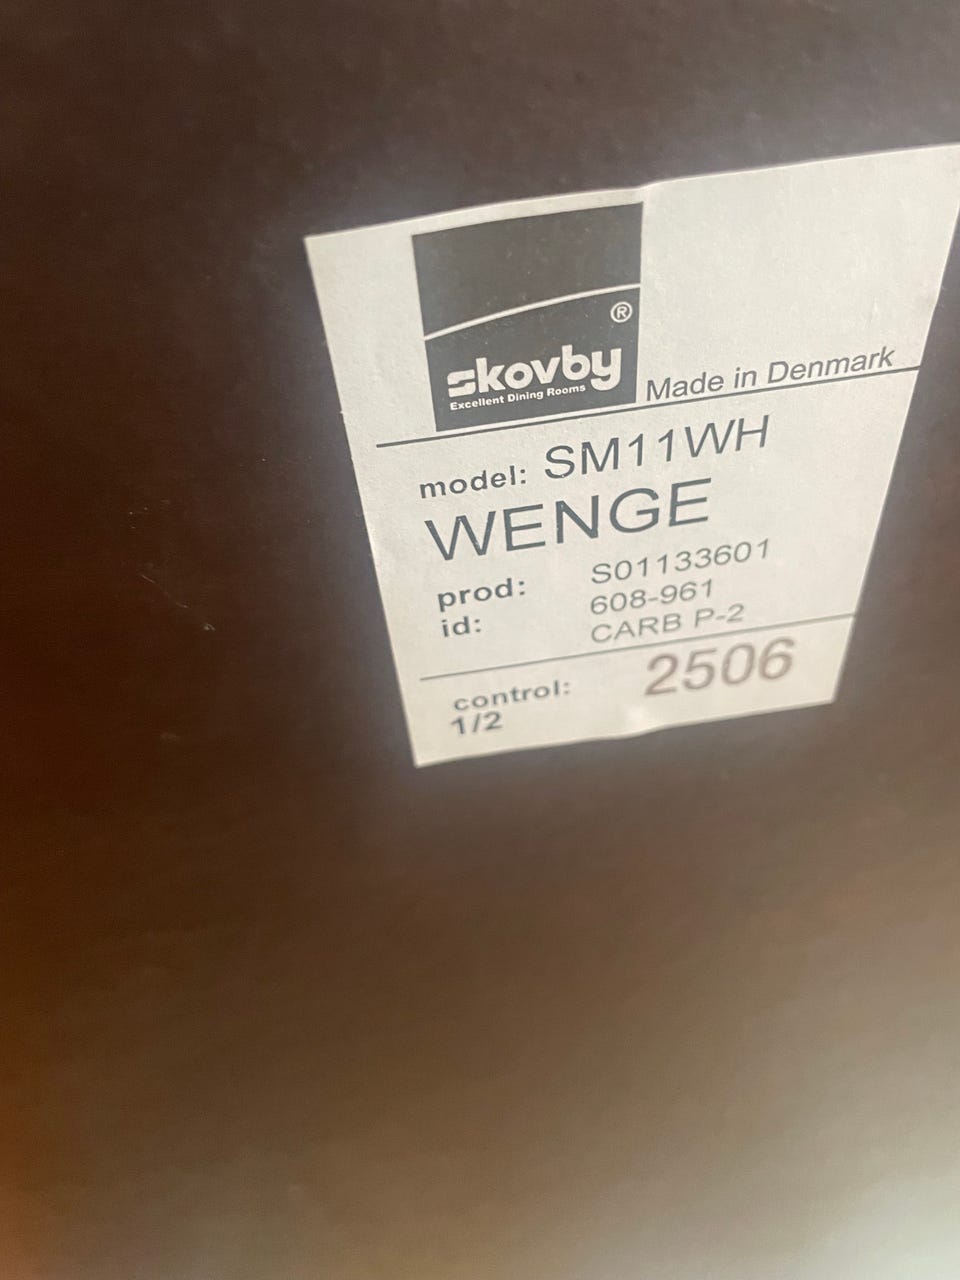 ®
skovby
Excellent Dining Rooms
Made in Denmark
model: SM11WH
WENGE
prod: S01133601
id: 608-961
CARB P-2
control: 2506
1/2